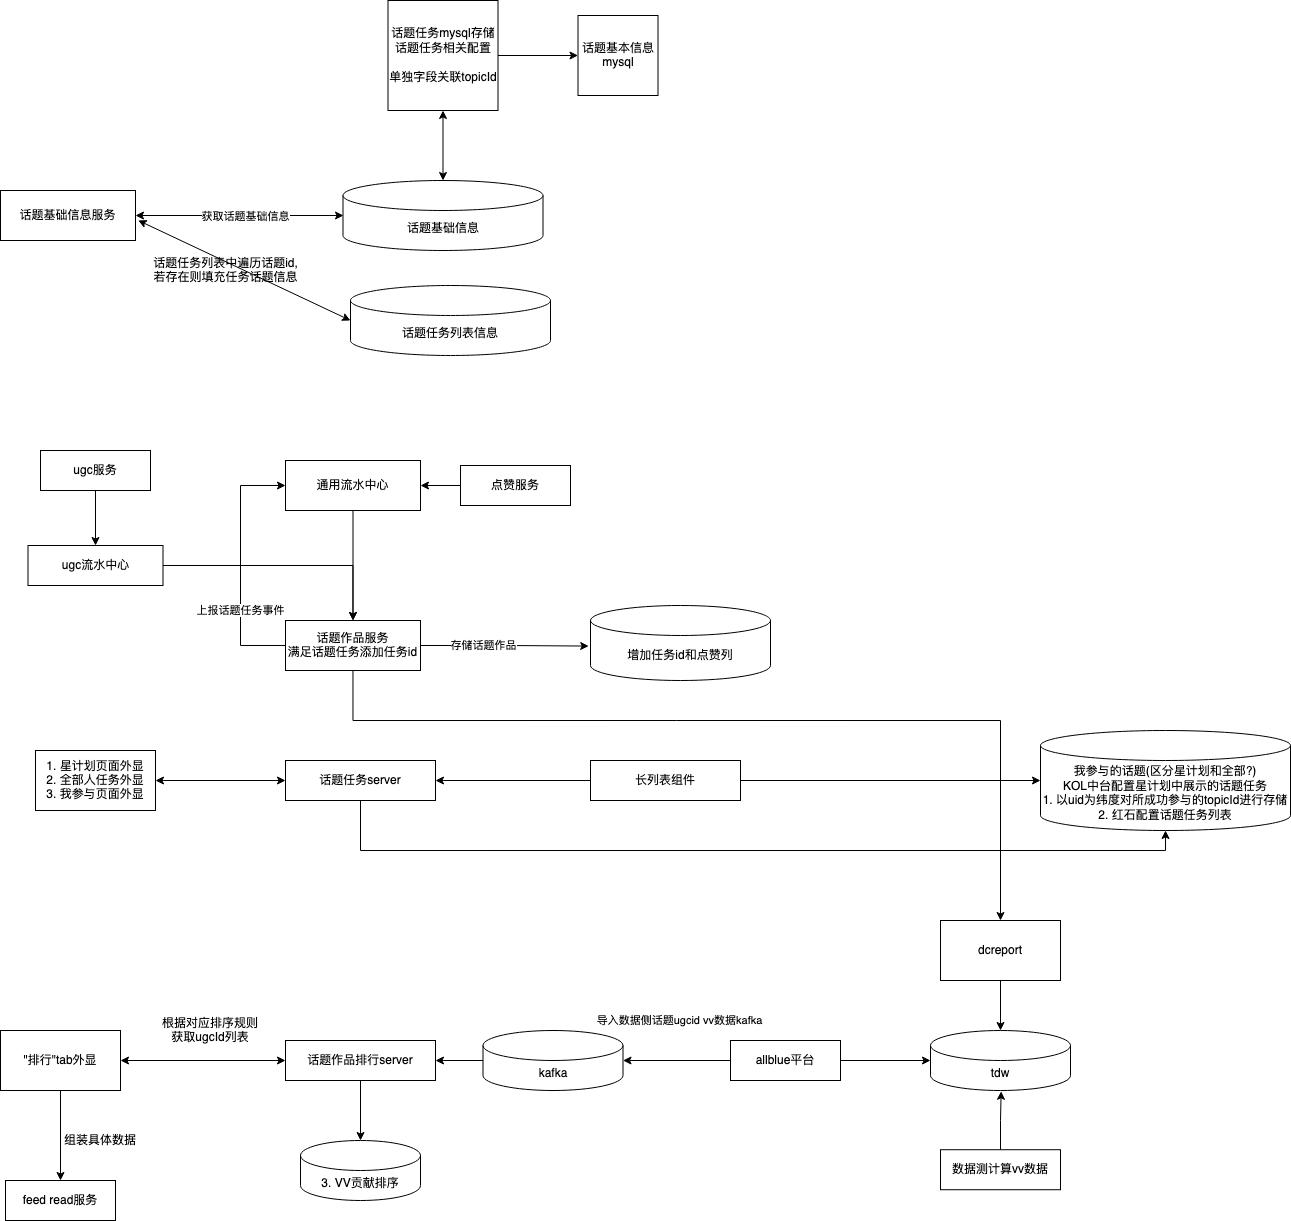 话题任务mysql存储
话题任务相关配置
单独字段关联topicId
话题基本信息
mysql
话题基础信息服务
获取话题基础信息
话题基础信息
话题任务列表中遍历话题id,
若存在则填充任务话题信息
话题任务列表信息
ugc服务
通用流水中心
点赞服务
ugc流水中心
上报话题任务事件
话题作品服务
满足话题任务添加任务id
存储话题作品
增加任务id和点赞列
1. 星计划页面外显
2. 全部人任务外显
3. 我参与页面外显
话题任务server
长列表组件
我参与的话题(区分星计划和全部?)
KOL中台配置星计划中展示的话题任务
1. 以uid为纬度对所成功参与的topicId进行存储
2. 红石配置话题任务列表
dcreport
根据对应排序规则
获取ugcId列表
导入数据侧话题ugcid vv数据kafka
"排行"tab外显
话题作品排行server
kafka
allblue平台
tdw
组装具体数据
数据测计算vv数据
3. VV贡献排序
feed read服务